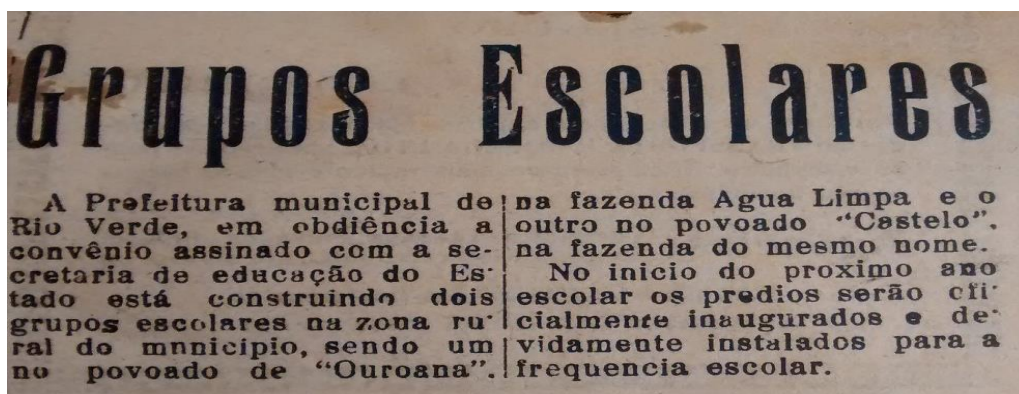 Grupos Escolares
A Prefeitura municipal de
Rio Verde, em obdiência a
convênio assinado com a se-
cretaria de educação do Es-
tado está construindo dois
grupos escolares na zona ru-
ral do mnnicipio, sendo um
no povoado de "Ouroana".
na fazenda Agua Limpa e o
outro no povoado "Castelo".
na fazenda do mesmo nome.
No inicio do proximo ano
escolar os predios serão ofi-
cialmente inaugurados e de-
vidamente instalados para a
frequencia escolar.